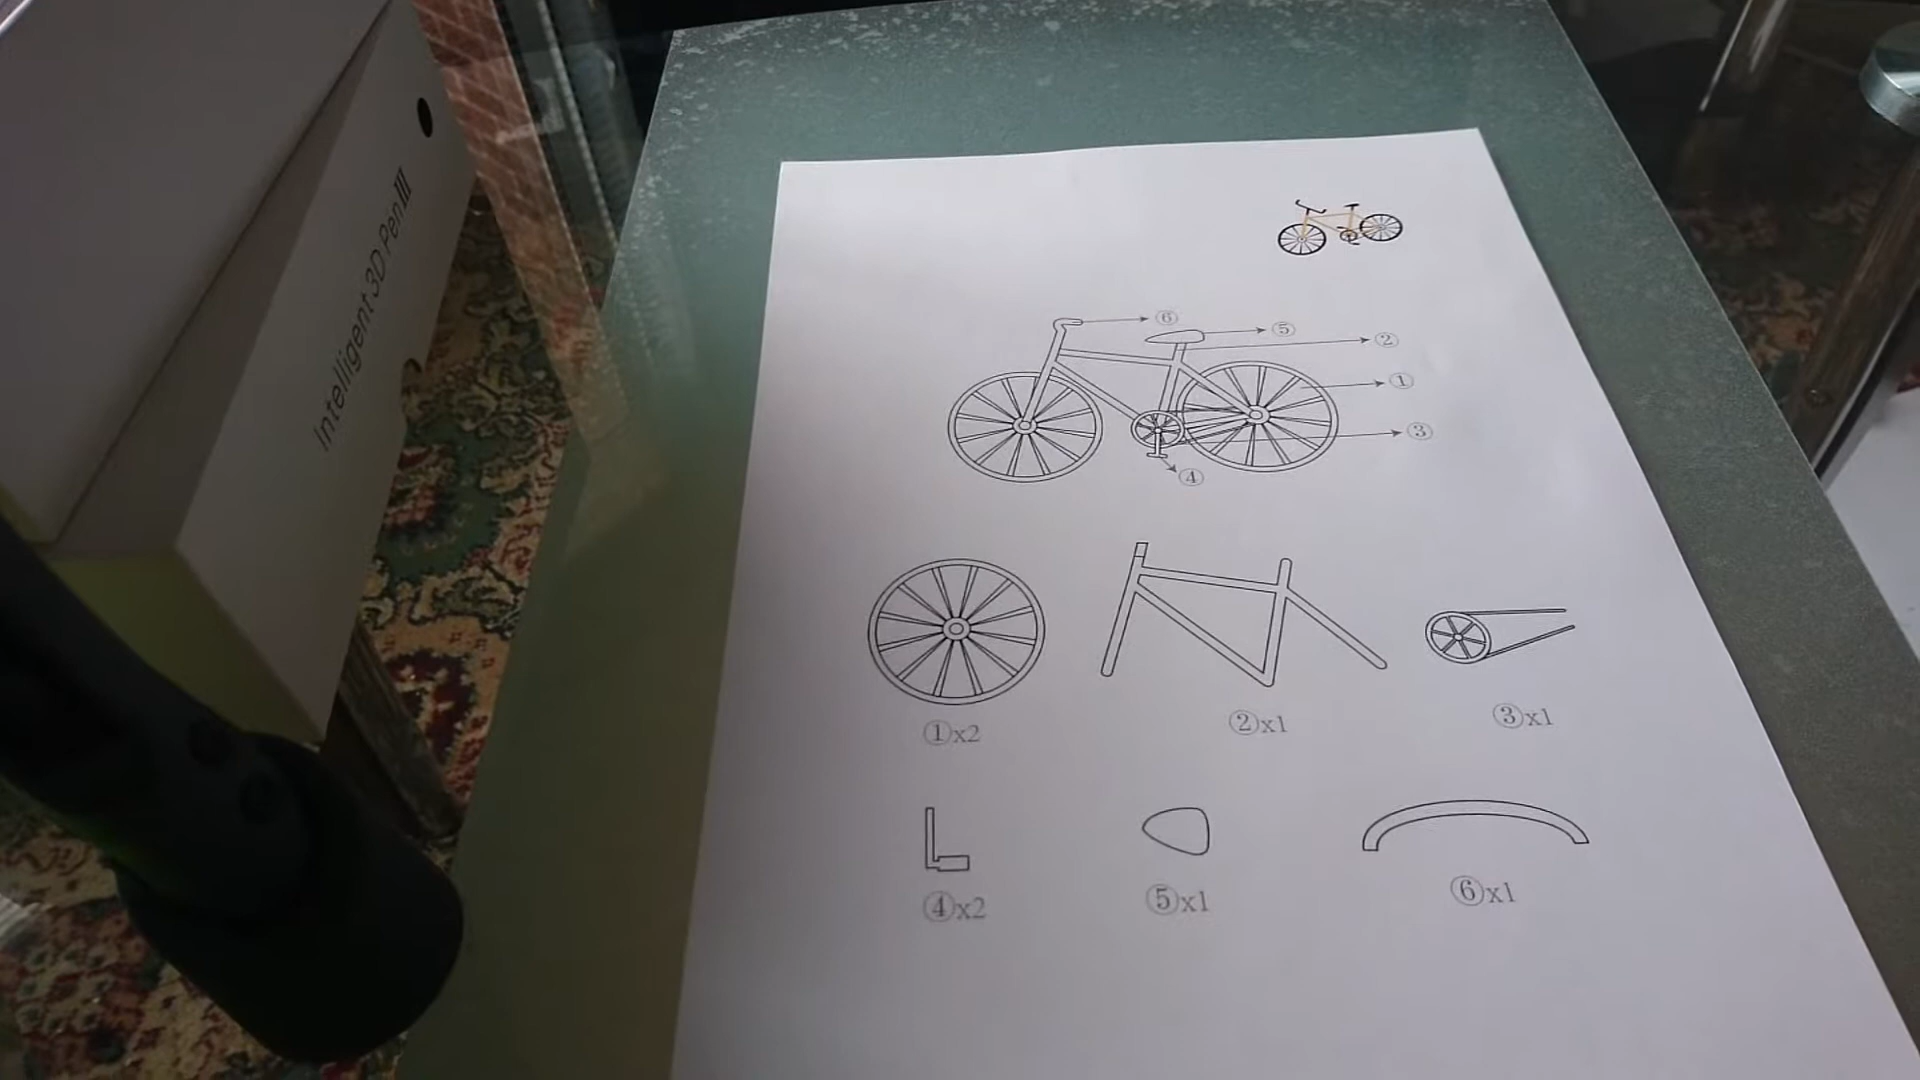 Intelligent 3D Pen III
⑥
⑤
②
①
③
④
①x2
②x1
③x1
④x2
⑤x1
⑥x1